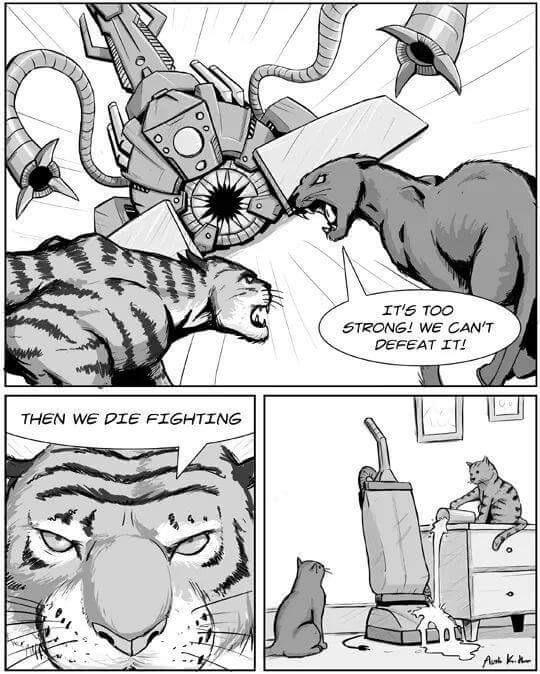 IT'S TOO
STRONG! WE CAN'T
DEFEAT IT!
THEN WE DIE FIGHTING